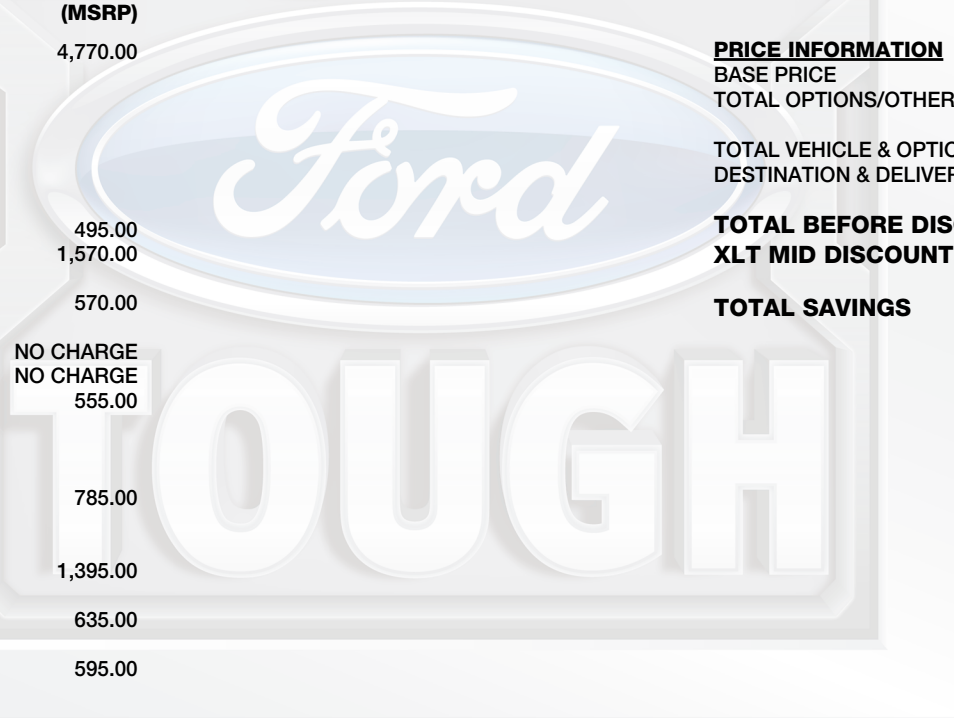 (MSRP)
4,770.00
495.00
1,570.00
570.00
NO CHARGE
NO CHARGE
555.00
785.00
1,395.00
635.00
595.00
PRICE INFORMATION
BASE PRICE
TOTAL OPTIONS/OTHER
TOTAL VEHICLE & OPTIO
DESTINATION & DELIVER
TOTAL BEFORE DIS
XLT MID DISCOUNT
TOTAL SAVINGS
Ford
TOUGH